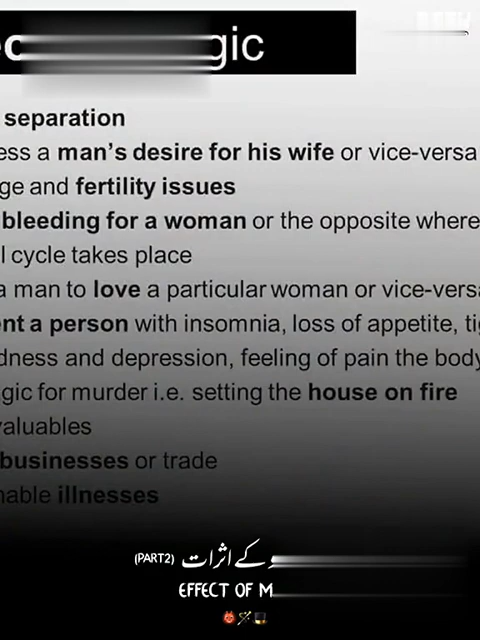 gic
separation
ess a man's desire for his wife or vice-versa
ge and fertility issues
bleeding for a woman or the opposite where
l cycle takes place
a man to love a particular woman or vice-versa
nt a person with insomnia, loss of appetite, tig
dness and depression, feeling of pain the body
gic for murder i.e. setting the house on fire
valuables
businesses or trade
nable illnesses
کے اثرات (PART2)
EFFECT OF M